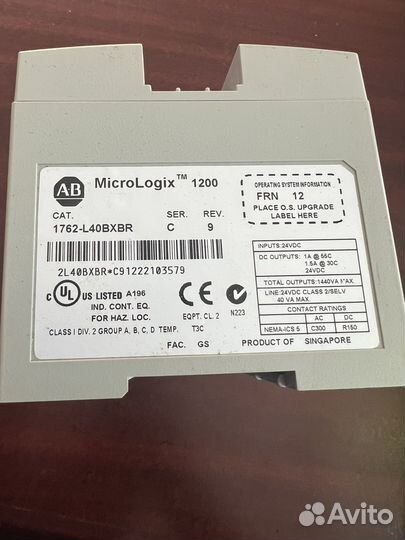 AB MicroLogix™ 1200
CAT. SER. REV.
1762-L40BXBR C 9
OPERATING SYSTEM INFORMATION
FRN 12
PLACE O.S. UPGRADE
LABEL HERE
2L40BXBR*C91222103579
C UL US LISTED A196
IND. CONT. EQ.
FOR HAZ. LOC.
CLASS I DIV. 2 GROUP A, B, C, D TEMP. T3C
CE
EQPT. CL. 2
N223
FAC. GS
INPUTS:24VDC
DC OUTPUTS: 1A @ 55C
1.5A @ 30C
24VDC
TOTAL OUTPUTS:1440VA MAX.
LINE:24VDC CLASS 2/SELV
40 VA MAX.
CONTACT RATINGS
AC DC
NEMA-ICS 5 C300 R150
PRODUCT OF SINGAPORE
Avito